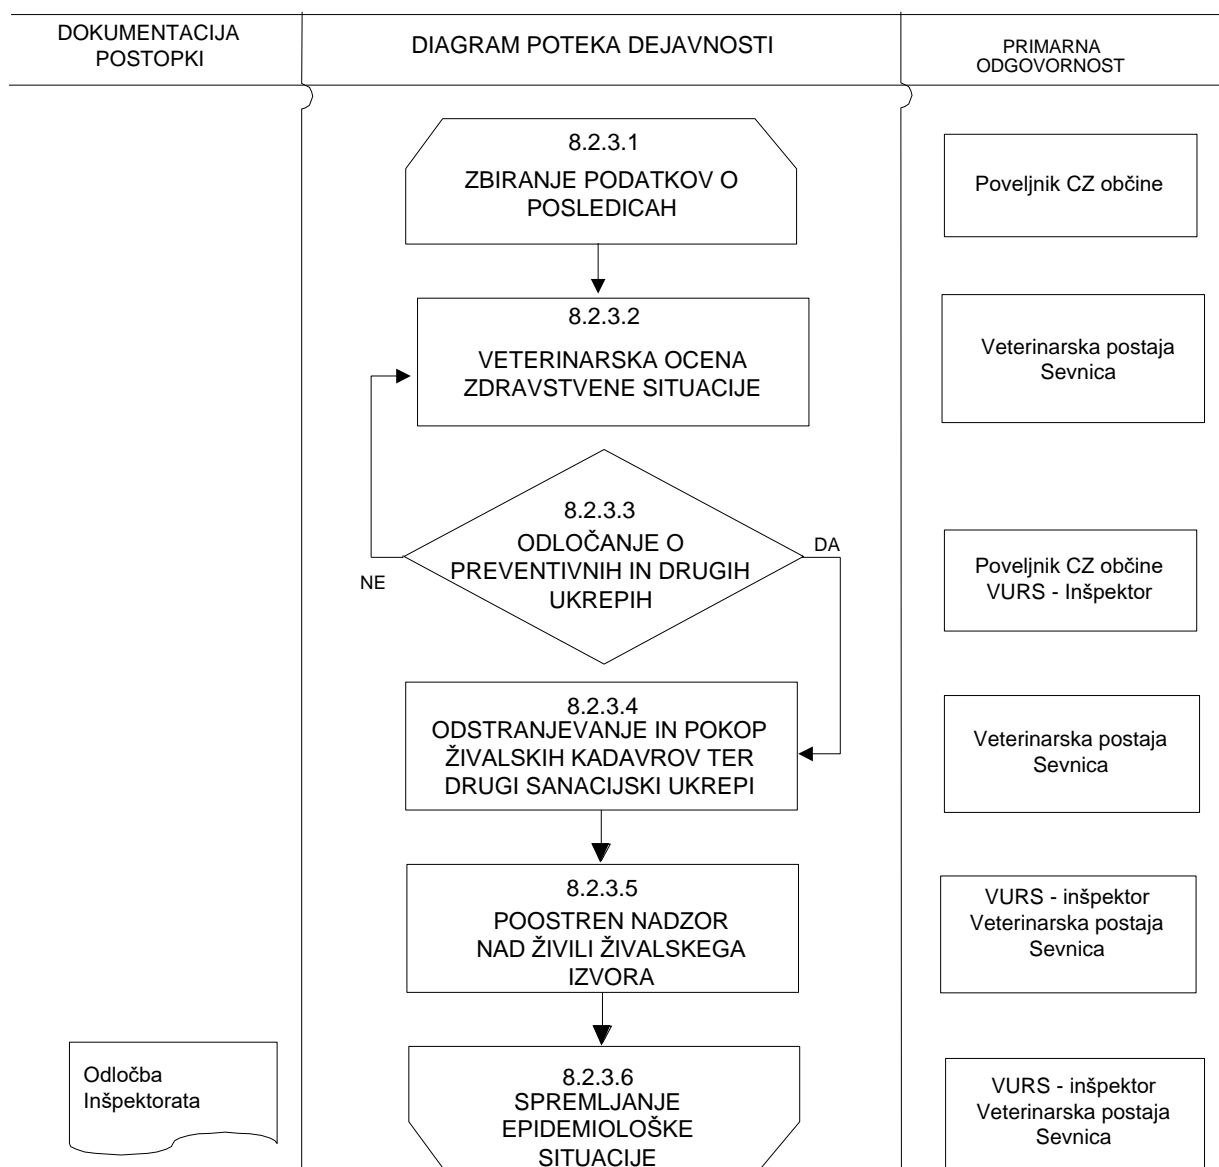 DOKUMENTACIJA
POSTOPKI
DIAGRAM POTEKA DEJAVNOSTI
PRIMARNA
ODGOVORNOST
8.2.3.1
ZBIRANJE PODATKOV O
POSLEDICAH
Poveljnik CZ občine
8.2.3.2
VETERINARSKA OCENA
ZDRAVSTVENE SITUACIJE
Veterinarska postaja
Sevnica
8.2.3.3
ODLOČANJE O
PREVENTIVNIH IN DRUGIH
UKREPIH
NE
DA
Poveljnik CZ občine
VURS - Inšpektor
8.2.3.4
ODSTRANJEVANJE IN POKOP
ŽIVALSKIH KADAVROV TER
DRUGI SANACIJSKI UKREPI
Veterinarska postaja
Sevnica
8.2.3.5
POOSTREN NADZOR
NAD ŽIVILI ŽIVALSKEGA
IZVORA
VURS - inšpektor
Veterinarska postaja
Sevnica
Odločba
Inšpektorata
8.2.3.6
SPREMLJANJE
EPIDEMIOLOŠKE
SITUACIJE
VURS - inšpektor
Veterinarska postaja
Sevnica